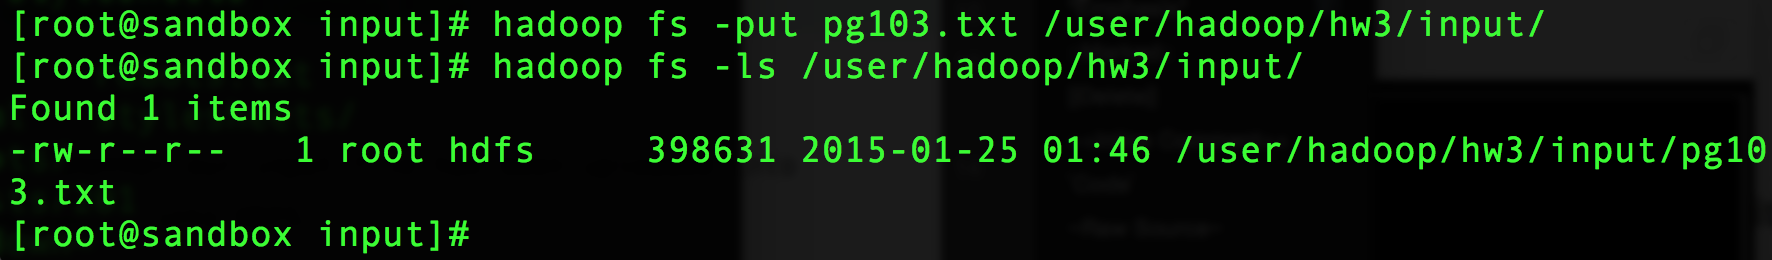 [root@sandbox input]# hadoop fs -put pg103.txt /user/hadoop/hw3/input/
[root@sandbox input]# hadoop fs -ls /user/hadoop/hw3/input/
Found 1 items
-rw-r--r--   1 root hdfs     398631 2015-01-25 01:46 /user/hadoop/hw3/input/pg10
3.txt
[root@sandbox input]#